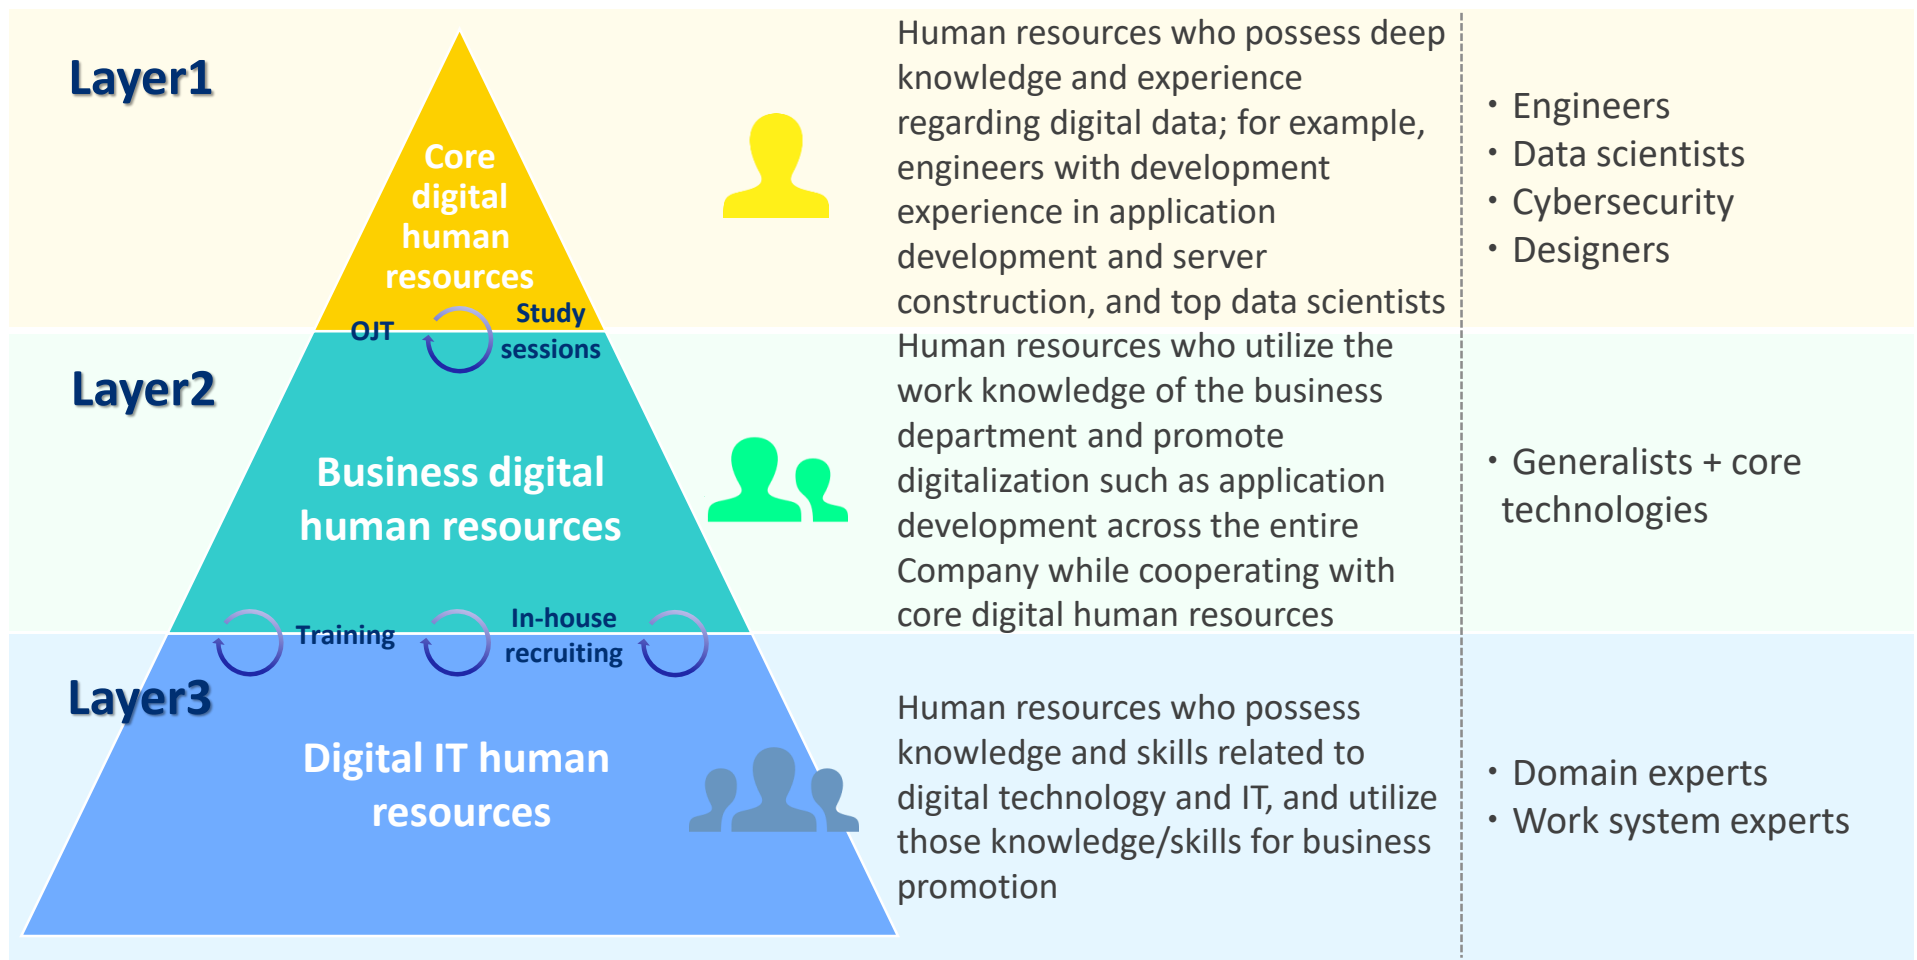 Layer1
Core
digital
human
resources
Human resources who possess deep
knowledge and experience
regarding digital data; for example,
engineers with development
experience in application
development and server
construction, and top data scientists
・Engineers
・Data scientists
・Cybersecurity
・Designers
OJT
Study
sessions
Layer2
Business digital
human resources
Human resources who utilize the
work knowledge of the business
department and promote
digitalization such as application
development across the entire
Company while cooperating with
core digital human resources
・Generalists + core
technologies
Training
In-house
recruiting
Layer3
Digital IT human
resources
Human resources who possess
knowledge and skills related to
digital technology and IT, and utilize
those knowledge/skills for business
promotion
・Domain experts
・Work system experts